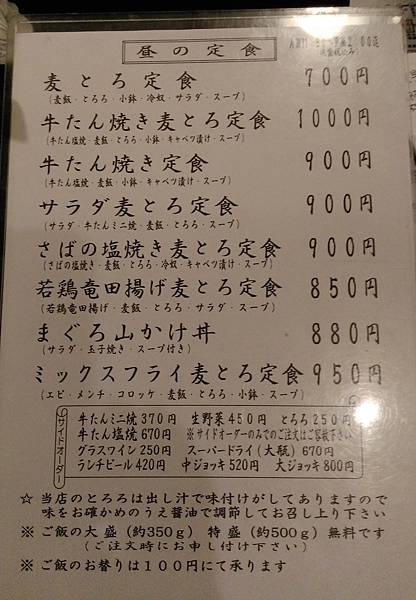 昼の定食
麦とろ定食 700円
(麦飯・とろろ・小鉢・冷奴・サラダ・スープ)
牛たん焼き麦とろ定食 1000円
(牛たん塩焼・麦飯・とろろ・小鉢・キャベツ漬け・スープ)
牛たん焼き定食 900円
(牛たん塩焼・麦飯・小鉢・キャベツ漬け・スープ)
サラダ麦とろ定食 900円
(サラダ・牛たんミニ焼・麦飯・とろろ・スープ)
さばの塩焼き麦とろ定食 900円
(さばの塩焼き・麦飯・とろろ・冷奴・キャベツ漬け・スープ)
若鶏竜田揚げ麦とろ定食 850円
(若鶏竜田揚げ・麦飯・とろろ・サラダ・スープ)
まぐろ山かけ丼 880円
(サラダ・玉子焼き・スープ付き)
ミックスフライ麦とろ定食 950円
(エビ・メンチ・コロッケ・麦飯・とろろ・小鉢・スープ)
サイドオーダー
牛たんミニ焼370円 生野菜450円 とろろ250円
牛たん塩焼 670円 ※サイドオーダーのみでのご注文はご容赦下さい
グラスワイン250円 スーパードライ(大瓶)670円
ランチビール420円 中ジョッキ520円 大ジョッキ800円
☆ 当店のとろろは出し汁で味付けがしてありますので
味をお確かめのうえ醤油で調節してお召し上り下さい
※ ご飯の大盛(約350g) 特盛(約500g)無料です
(ご注文時にお申し付け下さい)
※ ご飯のお替りは100円にて承ります